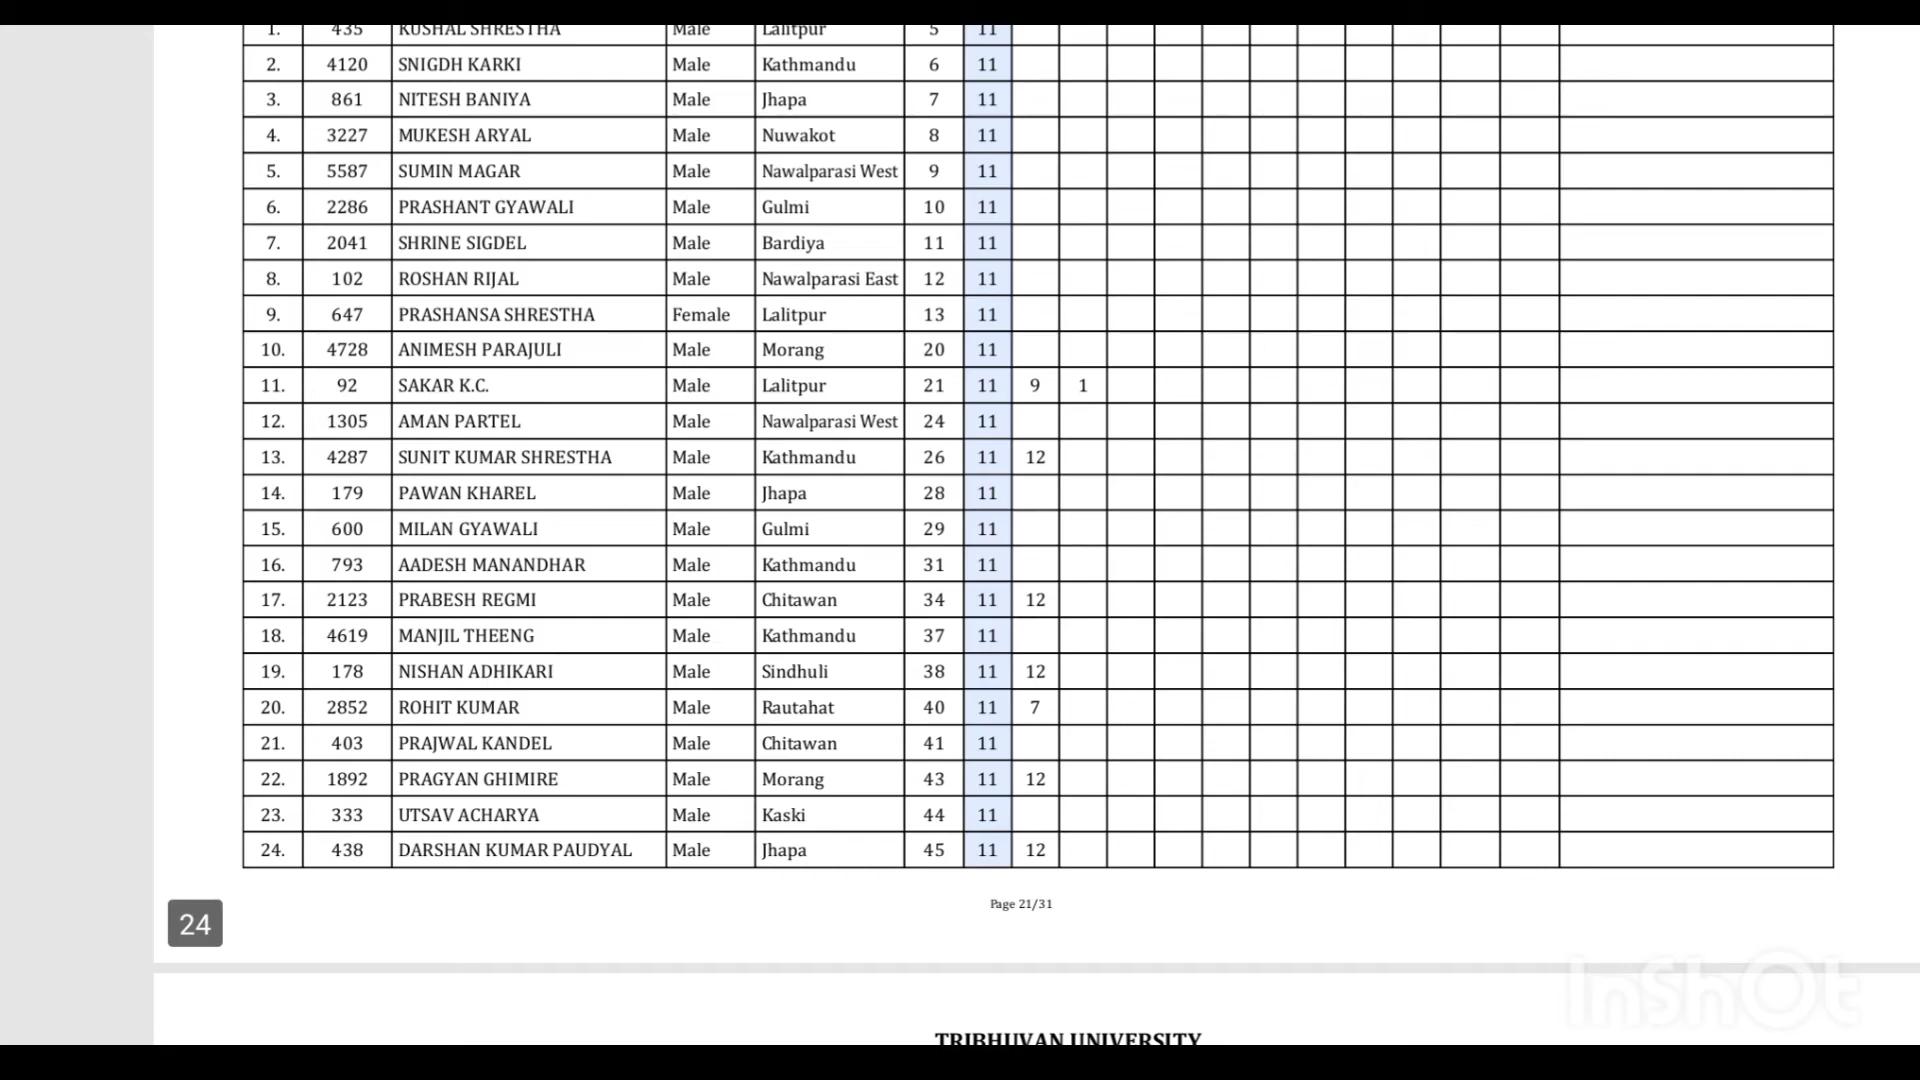 1. 435 KUSHAL SHRESTHA Male Lalitpur 5 11
2. 4120 SNIGDH KARKI Male Kathmandu 6 11
3. 861 NITESH BANIYA Male Jhapa 7 11
4. 3227 MUKESH ARYAL Male Nuwakot 8 11
5. 5587 SUMIN MAGAR Male Nawalparasi West 9 11
6. 2286 PRASHANT GYAWALI Male Gulmi 10 11
7. 2041 SHRINE SIGDEL Male Bardiya 11 11
8. 102 ROSHAN RIJAL Male Nawalparasi East 12 11
9. 647 PRASHANSA SHRESTHA Female Lalitpur 13 11
10. 4728 ANIMESH PARAJULI Male Morang 20 11
11. 92 SAKAR K.C. Male Lalitpur 21 11 9 1
12. 1305 AMAN PARTEL Male Nawalparasi West 24 11
13. 4287 SUNIT KUMAR SHRESTHA Male Kathmandu 26 11 12
14. 179 PAWAN KHAREL Male Jhapa 28 11
15. 600 MILAN GYAWALI Male Gulmi 29 11
16. 793 AADESH MANANDHAR Male Kathmandu 31 11
17. 2123 PRABESH REGMI Male Chitawan 34 11 12
18. 4619 MANJIL THEENG Male Kathmandu 37 11
19. 178 NISHAN ADHIKARI Male Sindhuli 38 11 12
20. 2852 ROHIT KUMAR Male Rautahat 40 11 7
21. 403 PRAJWAL KANDEL Male Chitawan 41 11
22. 1892 PRAGYAN GHIMIRE Male Morang 43 11 12
23. 333 UTSAV ACHARYA Male Kaski 44 11
24. 438 DARSHAN KUMAR PAUDYAL Male Jhapa 45 11 12
Page 21/31
24
InShOt
TRIBHUVAN UNIVERSITY